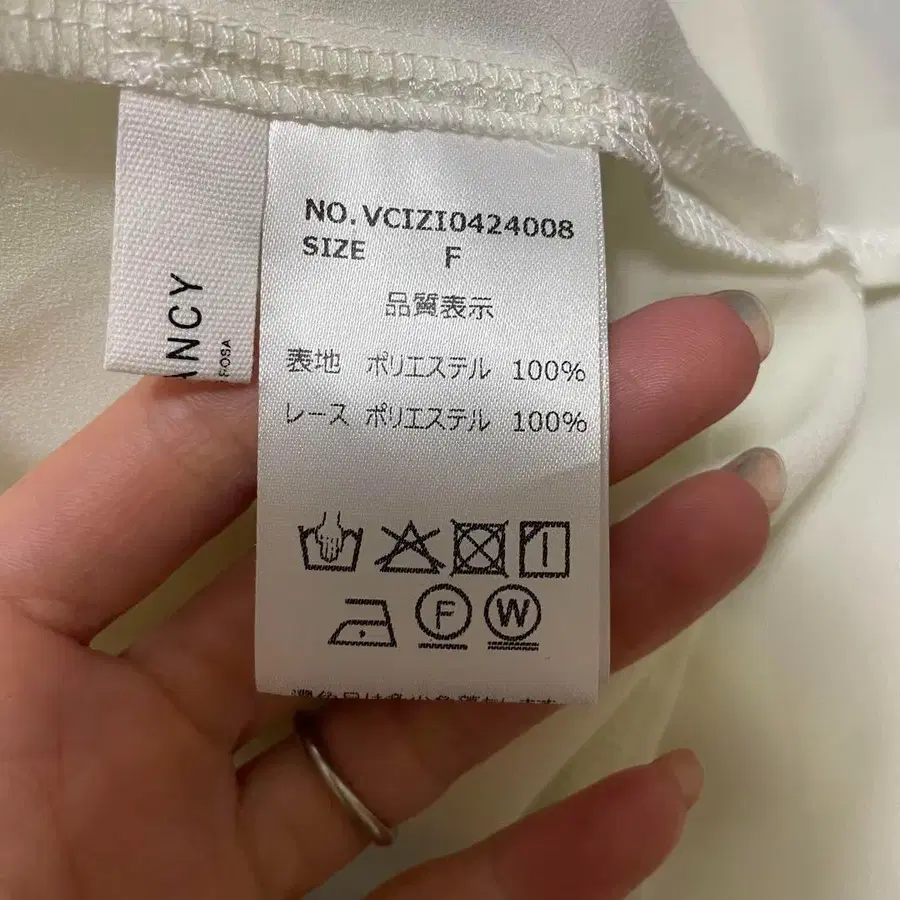 NO.VCIZI0424008
SIZE F
品質表示
表地 ポリエステル 100%
レース ポリエステル 100%
F
W
ANCY